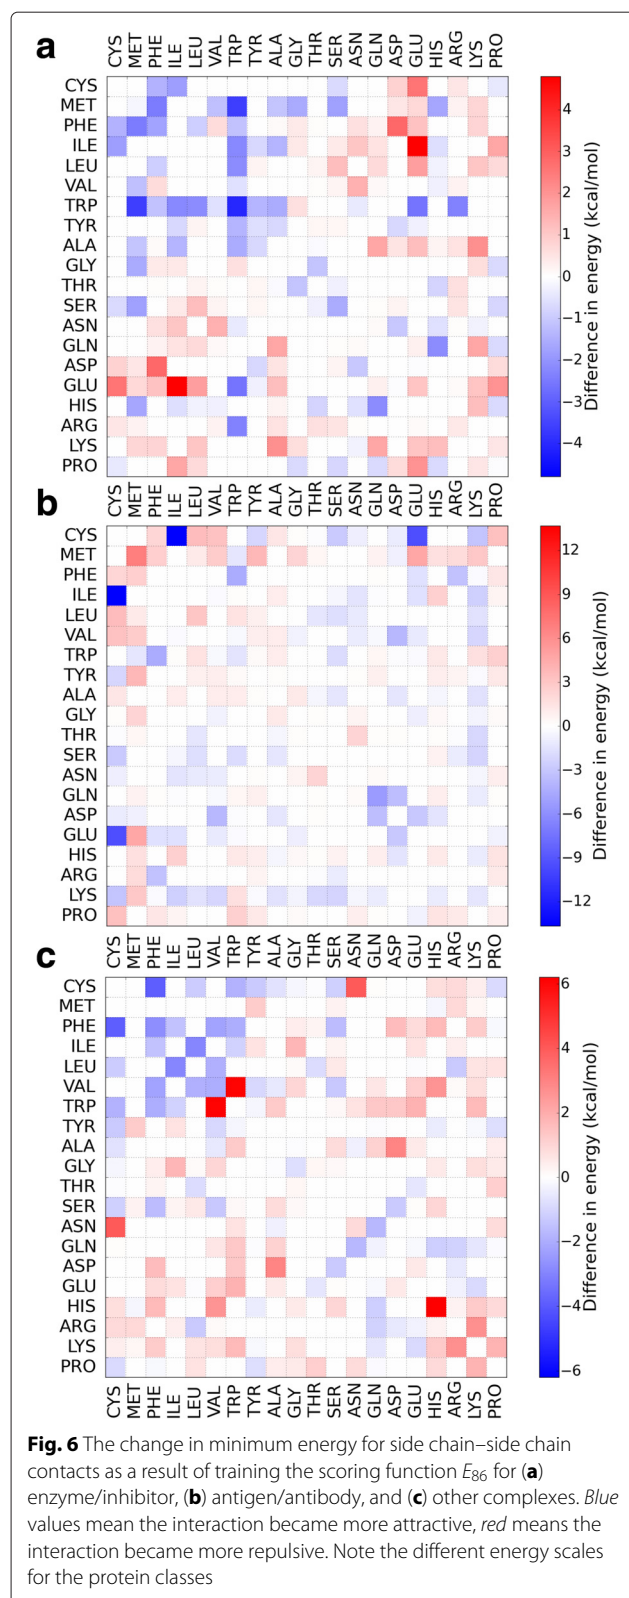 a
CYS MET PHE ILE LEU VAL TRP TYR ALA GLY THR SER ASN GLN ASP GLU HIS ARG LYS PRO
CYS
MET
PHE
ILE
LEU
VAL
TRP
TYR
ALA
GLY
THR
SER
ASN
GLN
ASP
GLU
HIS
ARG
LYS
PRO
4
3
2
1
0
−1
−2
−3
−4
Difference in energy (kcal/mol)
b
CYS MET PHE ILE LEU VAL TRP TYR ALA GLY THR SER ASN GLN ASP GLU HIS ARG LYS PRO
CYS
MET
PHE
ILE
LEU
VAL
TRP
TYR
ALA
GLY
THR
SER
ASN
GLN
ASP
GLU
HIS
ARG
LYS
PRO
12
9
6
3
0
−3
−6
−9
−12
Difference in energy (kcal/mol)
c
CYS MET PHE ILE LEU VAL TRP TYR ALA GLY THR SER ASN GLN ASP GLU HIS ARG LYS PRO
CYS
MET
PHE
ILE
LEU
VAL
TRP
TYR
ALA
GLY
THR
SER
ASN
GLN
ASP
GLU
HIS
ARG
LYS
PRO
6
4
2
0
−2
−4
−6
Difference in energy (kcal/mol)
CYS MET PHE ILE LEU VAL TRP TYR ALA GLY THR SER ASN GLN ASP GLU HIS ARG LYS PRO
Fig. 6 The change in minimum energy for side chain–side chain
contacts as a result of training the scoring function E86 for (a)
enzyme/inhibitor, (b) antigen/antibody, and (c) other complexes. Blue
values mean the interaction became more attractive, red means the
interaction became more repulsive. Note the different energy scales
for the protein classes